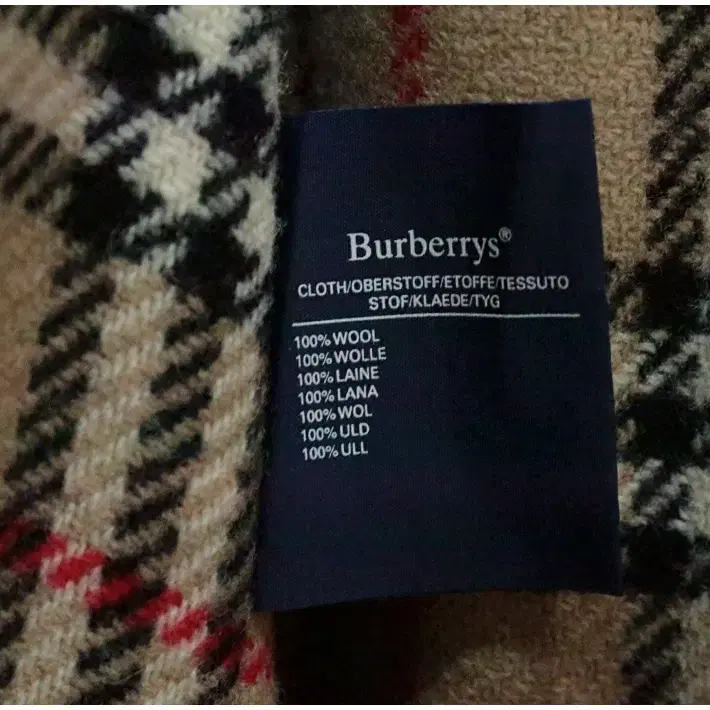 Burberrys®
CLOTH/OBERSTOFF/ETOFFE/TESSUTO
STOF/KLAEDE/TYG
100% WOOL
100% WOLLE
100% LAINE
100% LANA
100% WOL
100% ULD
100% ULL